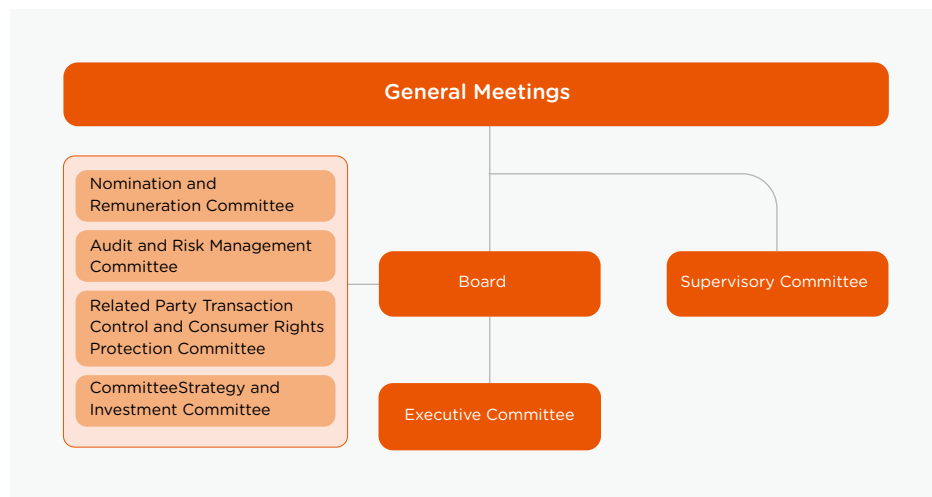 General Meetings
Nomination and
Remuneration Committee
Audit and Risk Management
Committee
Related Party Transaction
Control and Consumer Rights
Protection Committee
CommitteeStrategy and
Investment Committee
Board
Supervisory Committee
Executive Committee